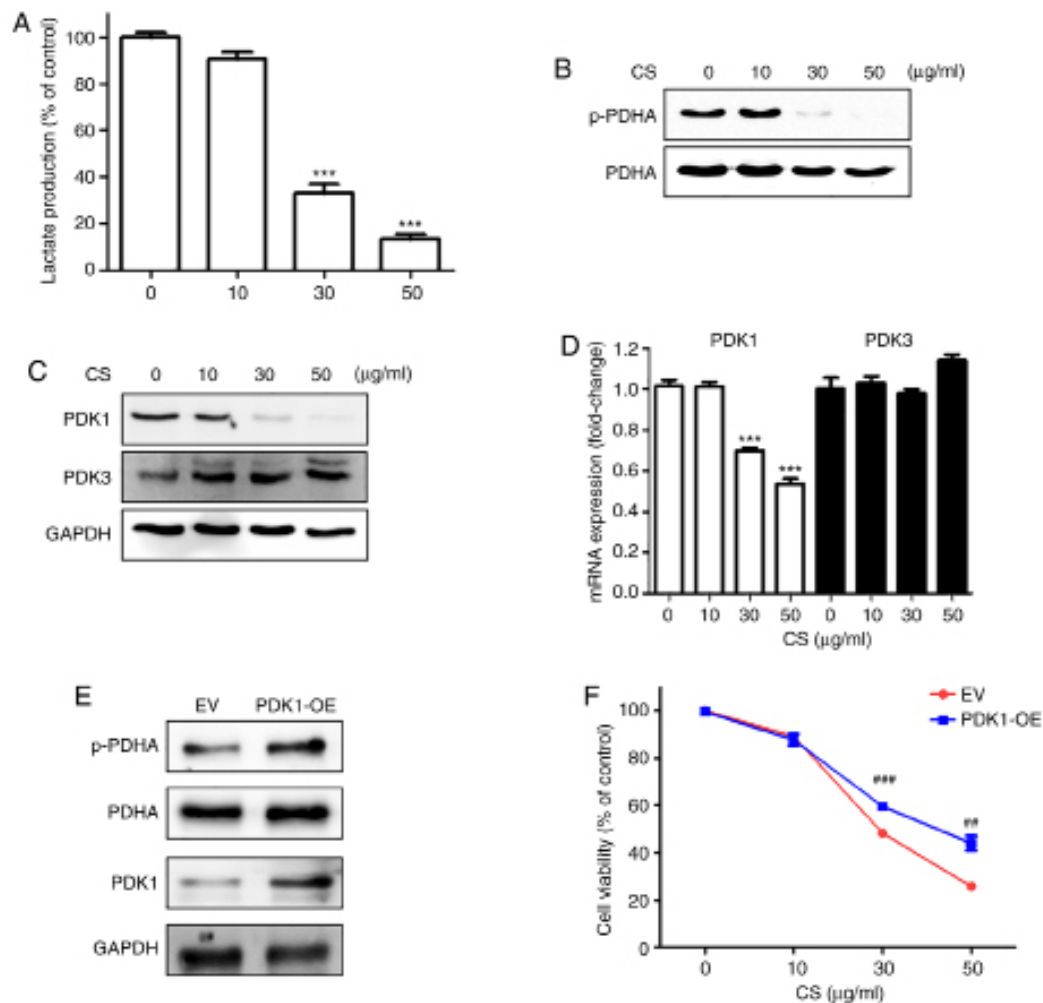 A
Lactate production (% of control)
100
80
60
40
20
0
***
***
0 10 30 50
B
CS 0 10 30 50 (μg/ml)
p-PDHA
PDHA
C
CS 0 10 30 50 (μg/ml)
PDK1
PDK3
GAPDH
D
PDK1 PDK3
mRNA expression (fold-change)
1.2
1.0
0.8
0.6
0.4
0.2
0.0
***
***
0 10 30 50 0 10 30 50
CS (μg/ml)
E
EV PDK1-OE
p-PDHA
PDHA
PDK1
GAPDH
F
EV
PDK1-OE
Cell viability (% of control)
100
80
60
40
20
0
###
##
0 10 30 50
CS (μg/ml)